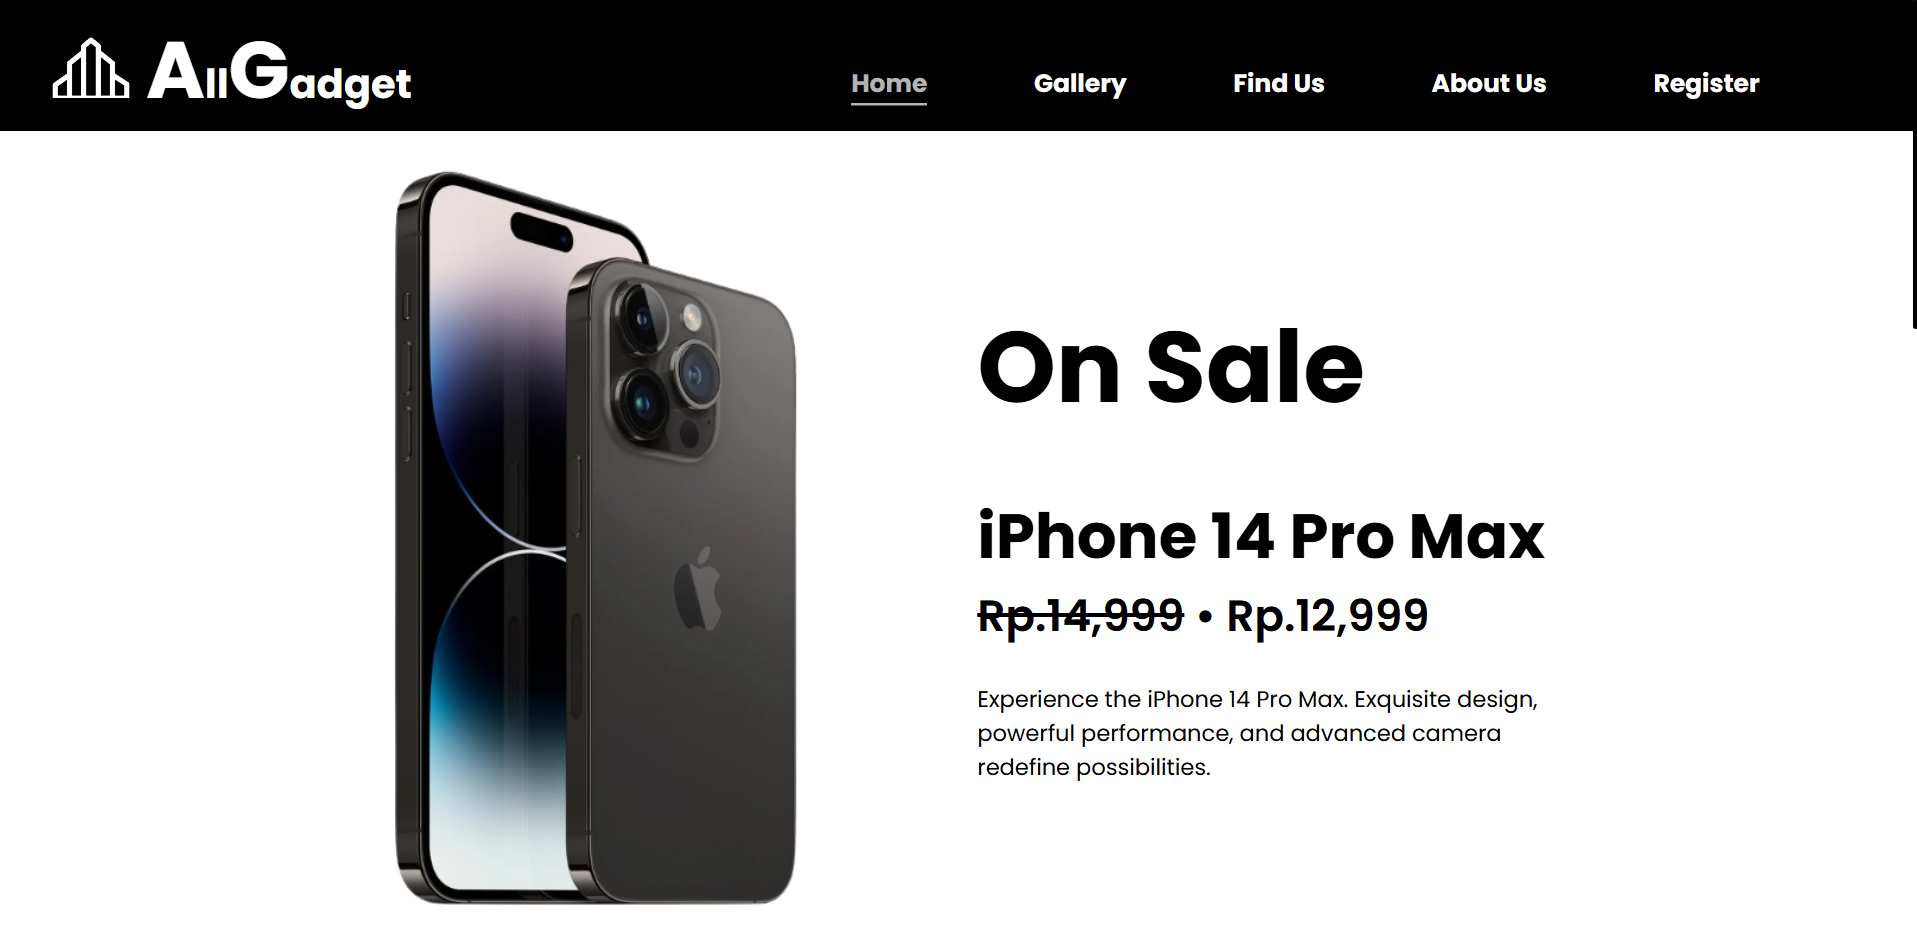 AllGadget
Home Gallery Find Us About Us Register
On Sale
iPhone 14 Pro Max
Rp.14,999 • Rp.12,999
Experience the iPhone 14 Pro Max. Exquisite design,
powerful performance, and advanced camera
redefine possibilities.